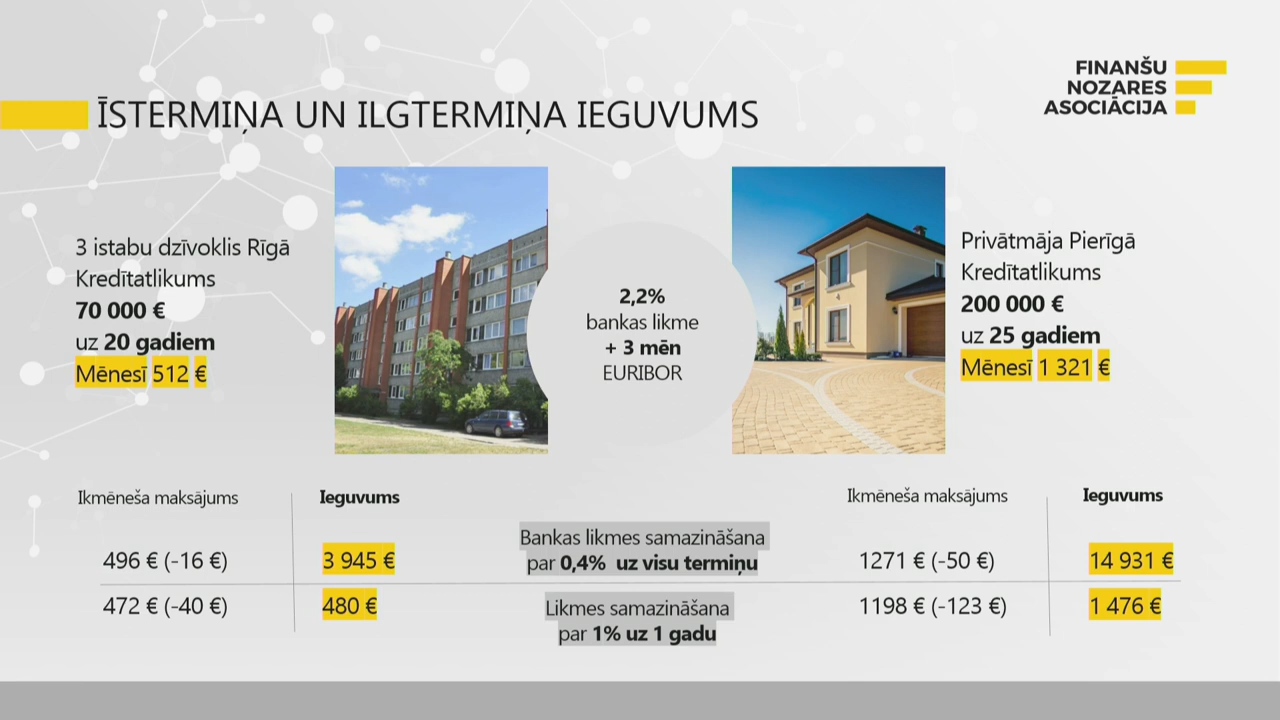 FINANŠU
NOZARES
ASOCIĀCIJA
ĪSTERMIŅA UN ILGTERMIŅA IEGUVUMS
3 istabu dzīvoklis Rīgā
Kredītatlikums
70 000 €
uz 20 gadiem
Mēnesī 512 €
2,2%
bankas likme
+ 3 mēn
EURIBOR
Privātmāja Pierīgā
Kredītatlikums
200 000 €
uz 25 gadiem
Mēnesī 1 321 €
Ikmēneša maksājums
Ieguvums
496 € (-16 €)
3 945 €
472 € (-40 €)
480 €
Bankas likmes samazināšana
par 0,4% uz visu termiņu
Likmes samazināšana
par 1% uz 1 gadu
Ikmēneša maksājums
Ieguvums
1271 € (-50 €)
14 931 €
1198 € (-123 €)
1 476 €